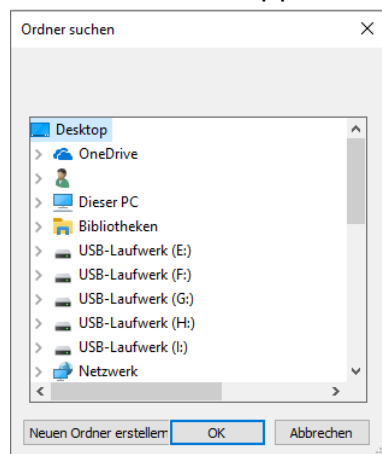 Ordner suchen
Desktop
OneDrive
Dieser PC
Bibliotheken
USB-Laufwerk (E:)
USB-Laufwerk (F:)
USB-Laufwerk (G:)
USB-Laufwerk (H:)
USB-Laufwerk (I:)
Netzwerk
Neuen Ordner erstellen OK Abbrechen